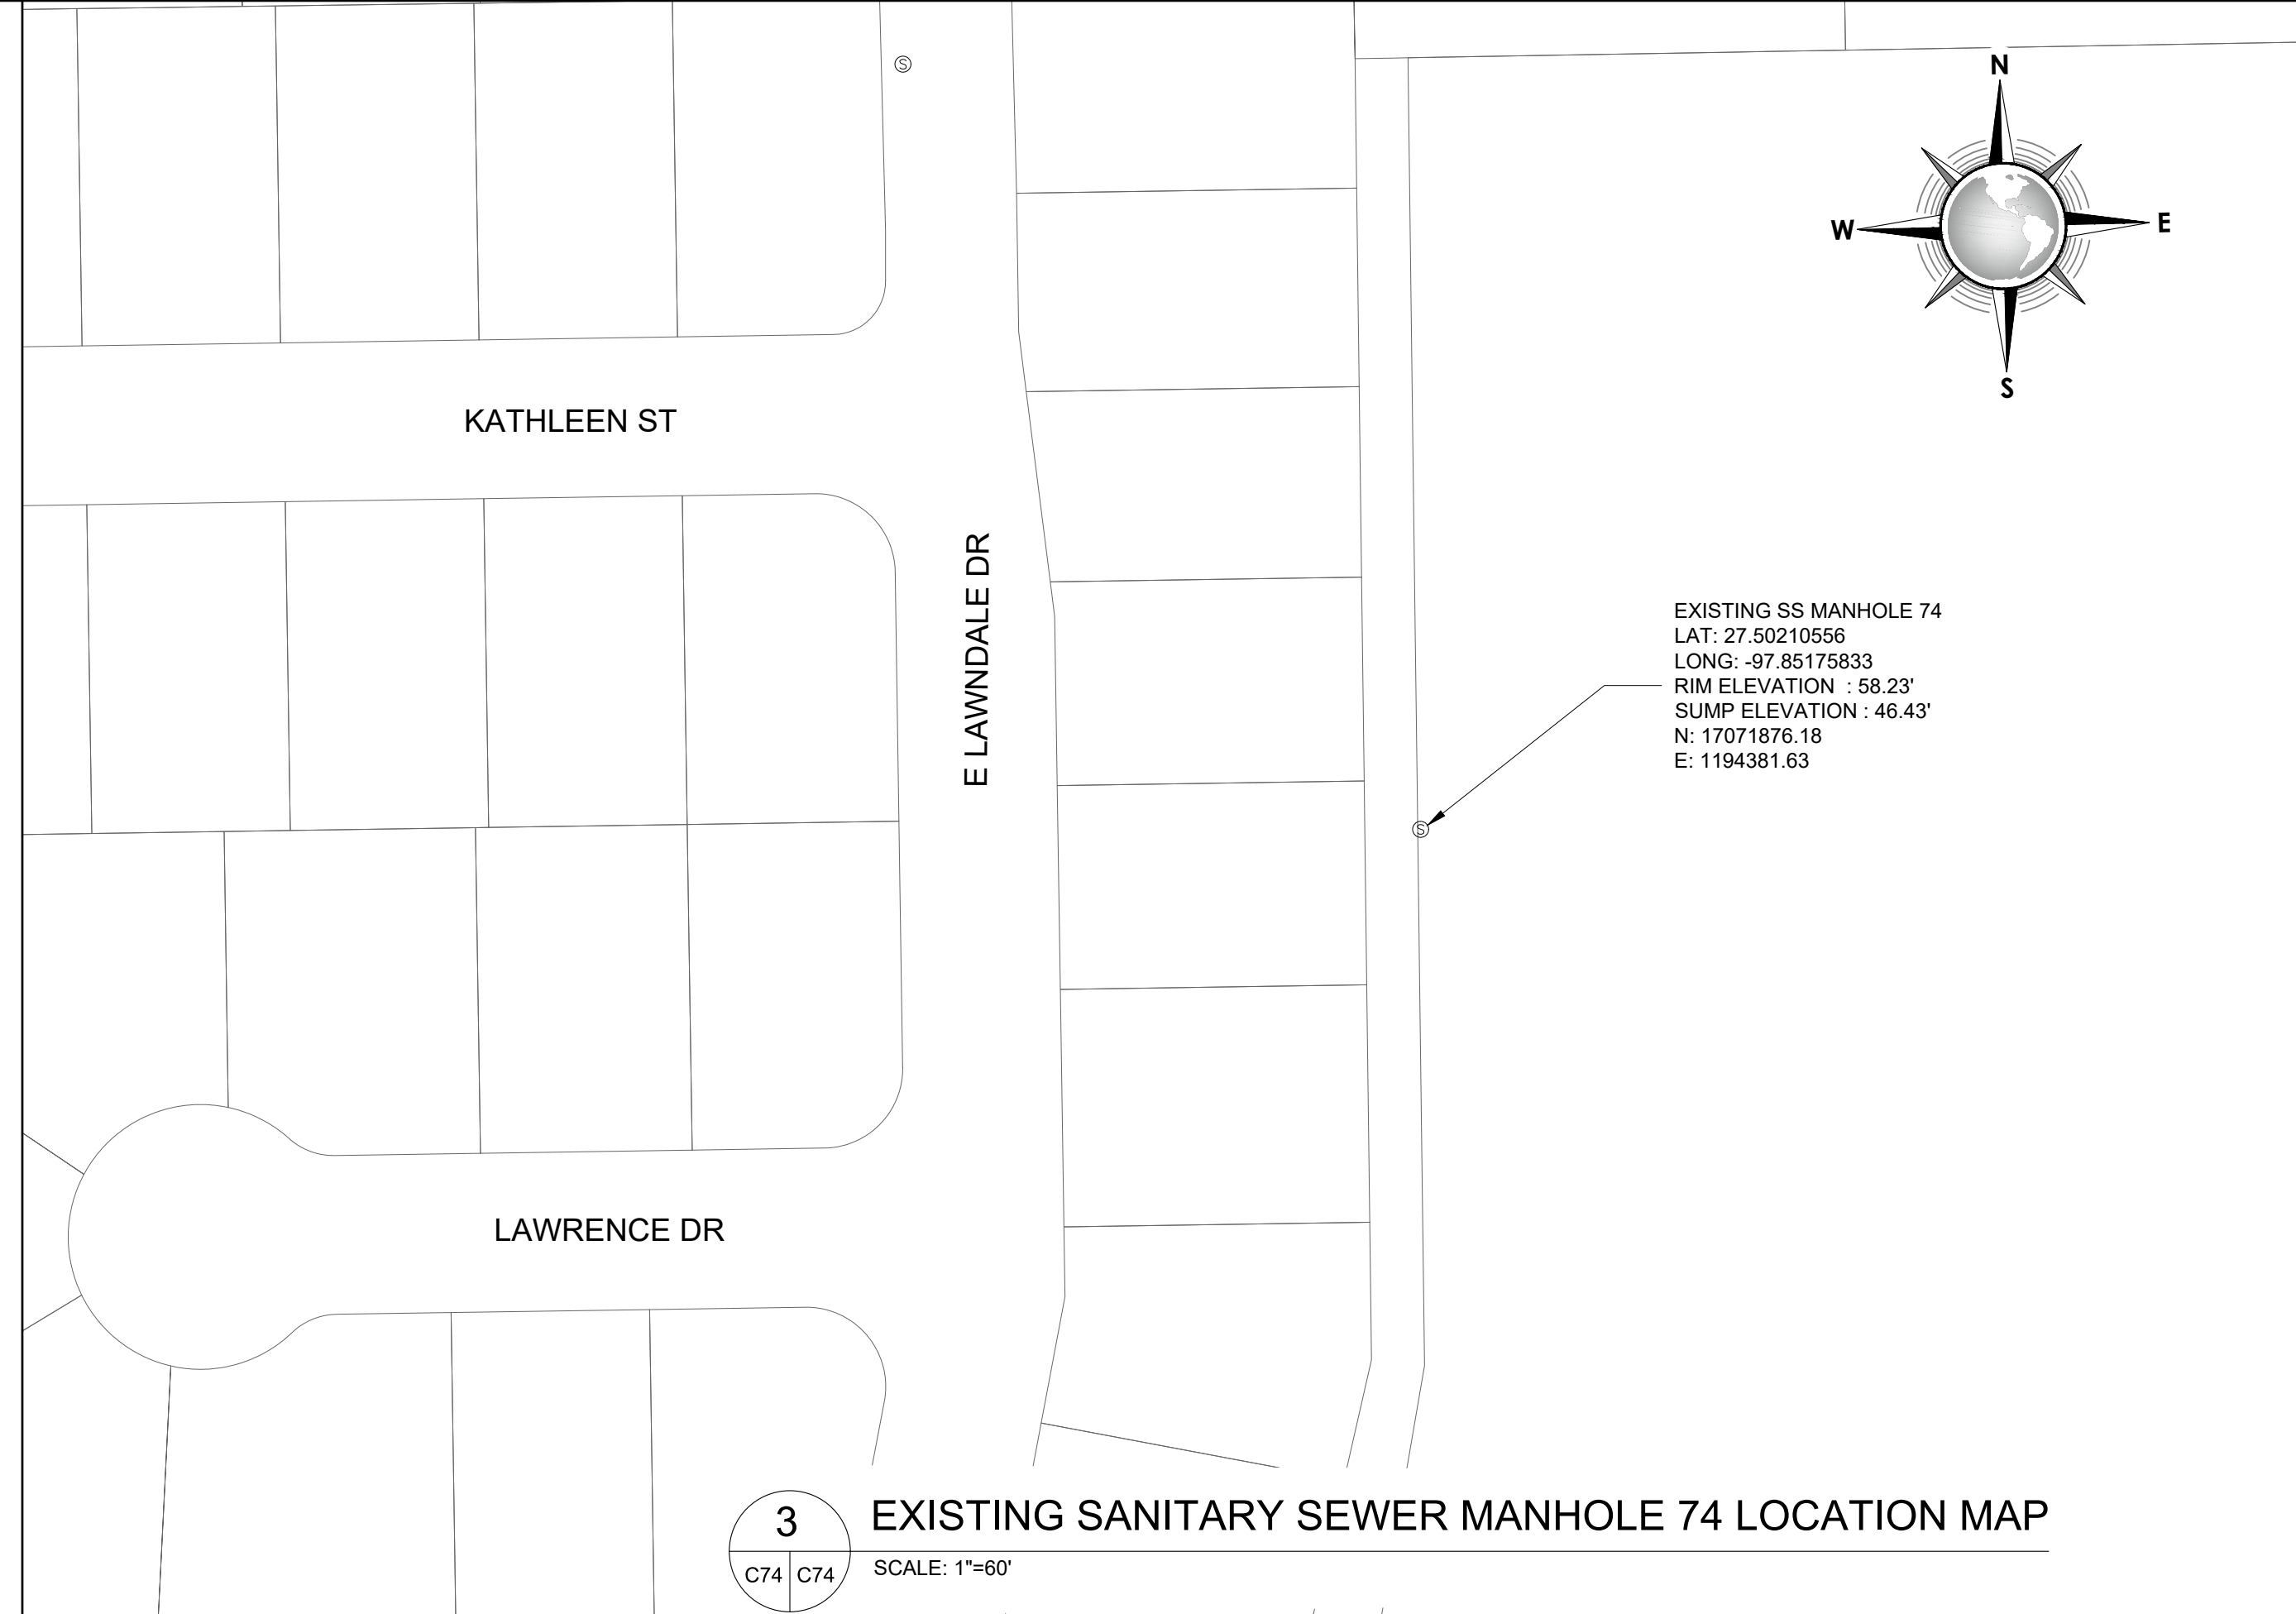 Ⓢ
N
W
E
S
KATHLEEN ST
E LAWNDALE DR
EXISTING SS MANHOLE 74
LAT: 27.50210556
LONG: -97.85175833
RIM ELEVATION : 58.23'
SUMP ELEVATION : 46.43'
N: 17071876.18
E: 1194381.63
Ⓢ
LAWRENCE DR
3
C74 C74
EXISTING SANITARY SEWER MANHOLE 74 LOCATION MAP
SCALE: 1"=60'